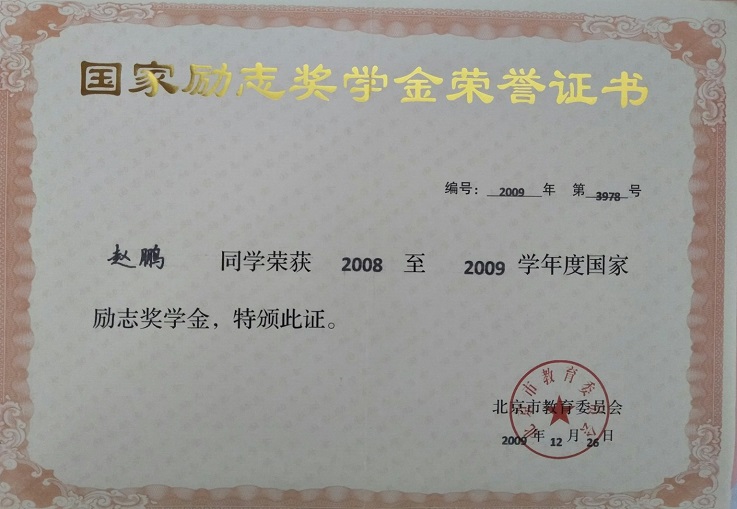 国家励志奖学金荣誉证书
编号: 2009 年 第 3978 号
赵鹏 同学荣获 2008 至 2009 学年度国家
励志奖学金，特颁此证。
北京市教育委员会
北京市教育委员会
2009 年 12 月 26 日